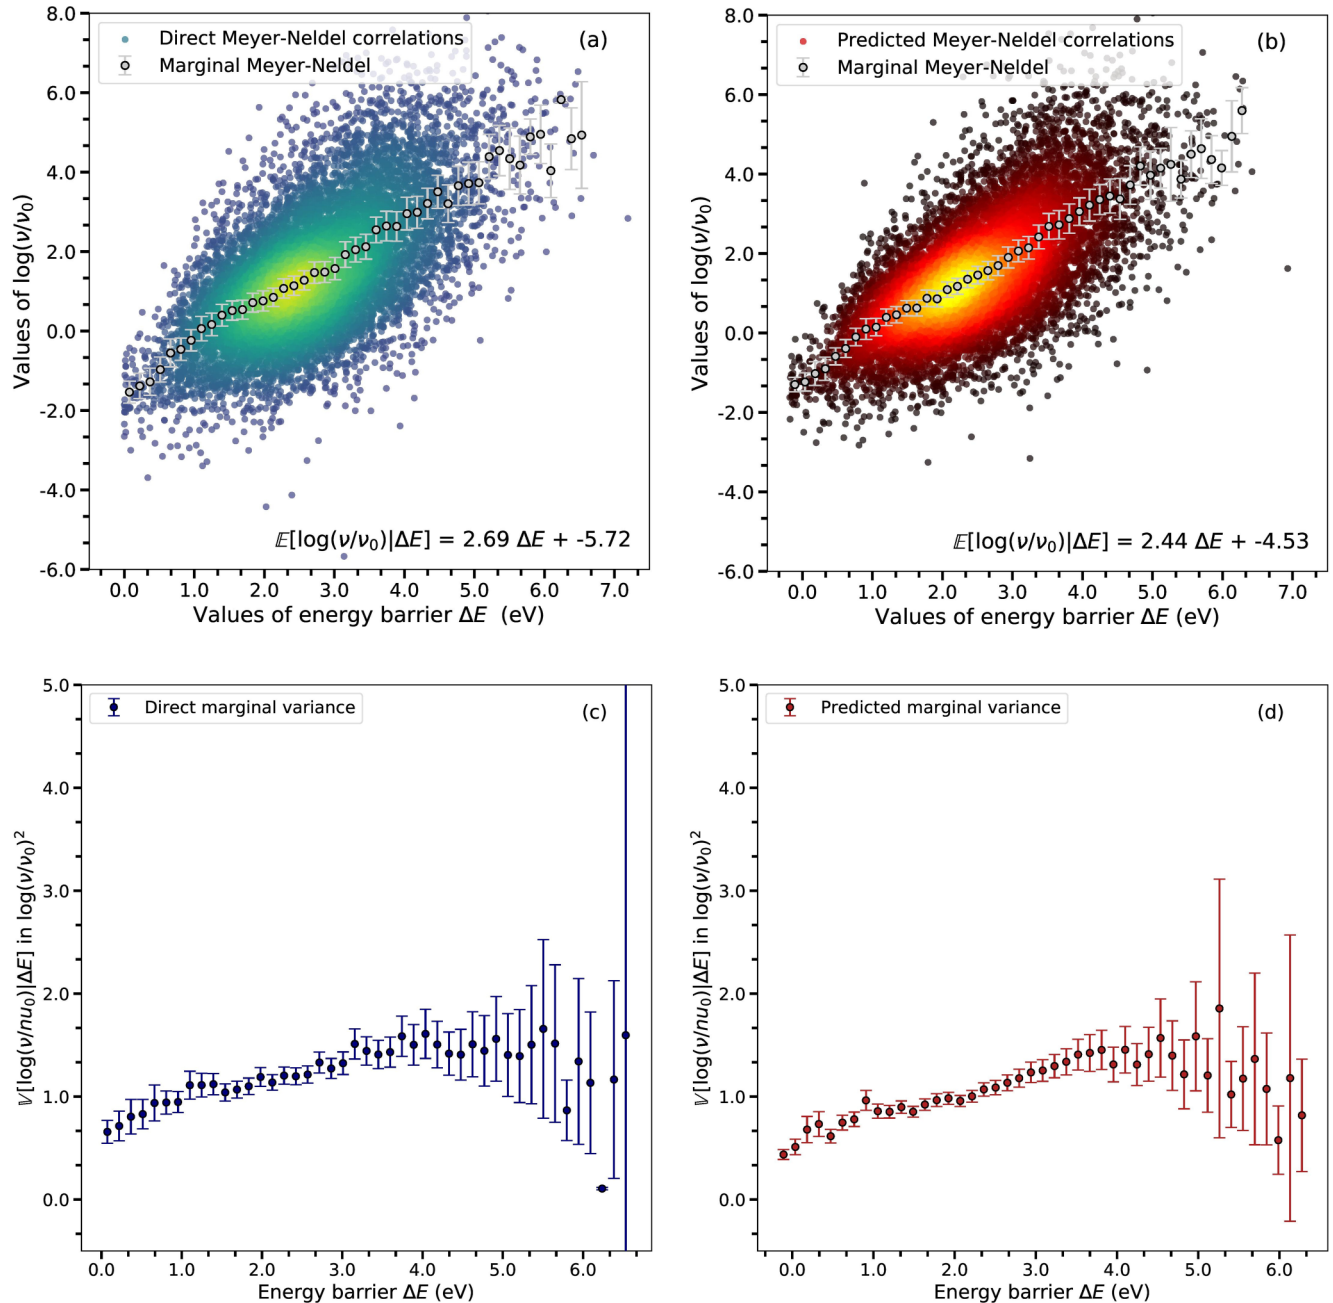 8.0
6.0
4.0
2.0
0.0
-2.0
-4.0
-6.0
Values of log(ν/ν₀)
Direct Meyer-Neldel correlations
Marginal Meyer-Neldel
(a)
𝔼[log(ν/ν₀)|ΔE] = 2.69 ΔE + -5.72
0.0 1.0 2.0 3.0 4.0 5.0 6.0 7.0
Values of energy barrier ΔE (eV)
8.0
6.0
4.0
2.0
0.0
-2.0
-4.0
-6.0
Values of log(ν/ν₀)
Predicted Meyer-Neldel correlations
Marginal Meyer-Neldel
(b)
𝔼[log(ν/ν₀)|ΔE] = 2.44 ΔE + -4.53
0.0 1.0 2.0 3.0 4.0 5.0 6.0 7.0
Values of energy barrier ΔE (eV)
5.0
4.0
3.0
2.0
1.0
0.0
𝕍[log(ν/nu₀)|ΔE] in log(ν/ν₀)²
Direct marginal variance
(c)
0.0 1.0 2.0 3.0 4.0 5.0 6.0
Energy barrier ΔE (eV)
5.0
4.0
3.0
2.0
1.0
0.0
𝕍[log(ν/nu₀)|ΔE] in log(ν/ν₀)²
Predicted marginal variance
(d)
0.0 1.0 2.0 3.0 4.0 5.0 6.0
Energy barrier ΔE (eV)